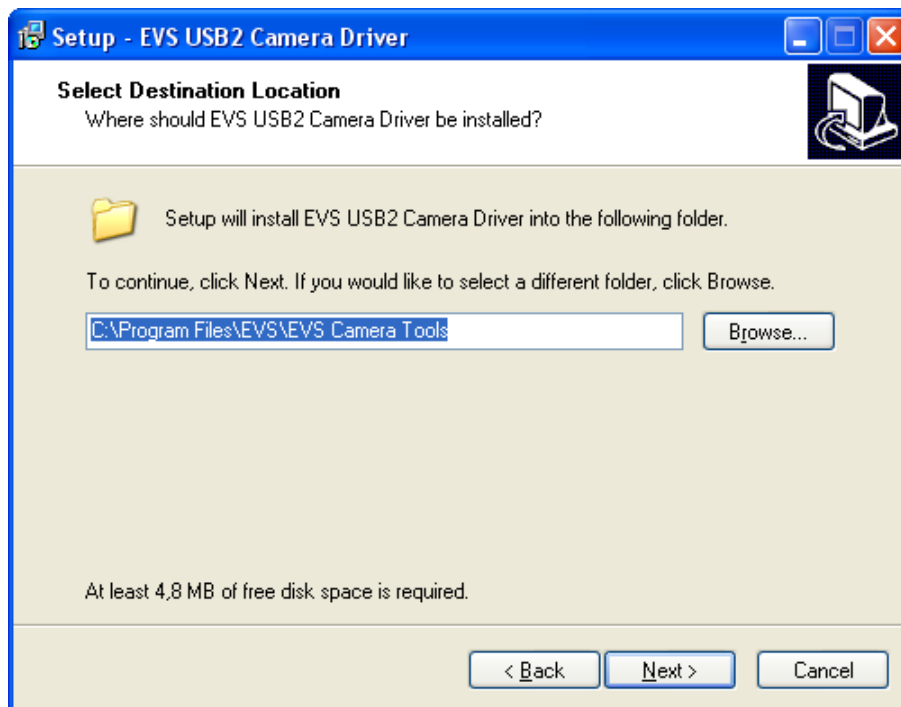 Setup - EVS USB2 Camera Driver
Select Destination Location
Where should EVS USB2 Camera Driver be installed?
Setup will install EVS USB2 Camera Driver into the following folder.
To continue, click Next. If you would like to select a different folder, click Browse.
C:\Program Files\EVS\EVS Camera Tools
Browse...
At least 4,8 MB of free disk space is required.
< Back
Next >
Cancel